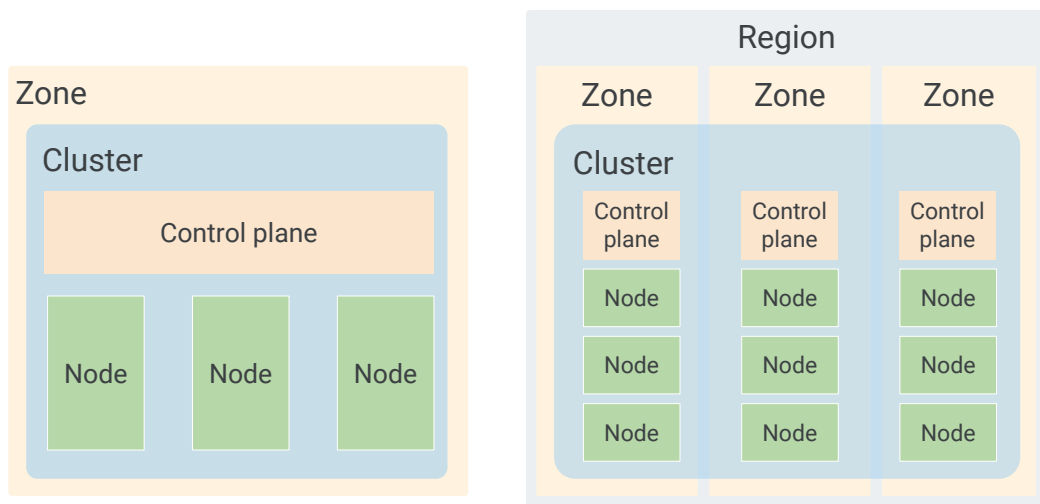 Zone
Cluster
Control plane
Node Node Node
Region
Zone Zone Zone
Cluster
Control Control Control
plane plane plane
Node Node Node
Node Node Node
Node Node Node